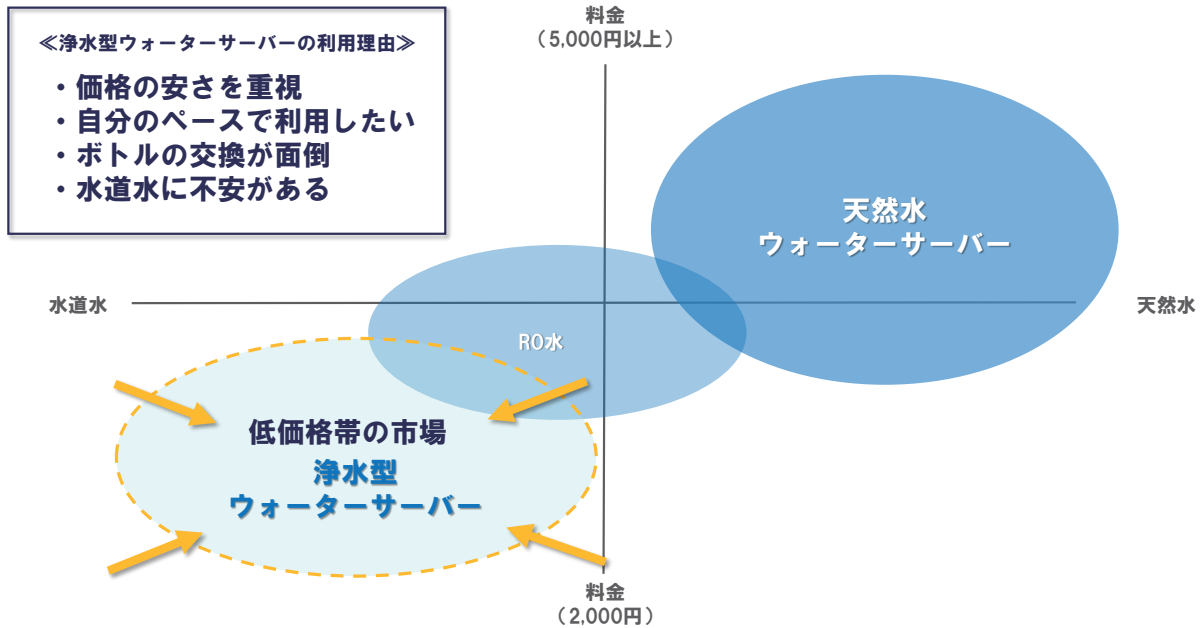 ≪浄水型ウォーターサーバーの利用理由≫
・価格の安さを重視
・自分のペースで利用したい
・ボトルの交換が面倒
・水道水に不安がある
料金
（5,000円以上）
天然水
ウォーターサーバー
水道水
天然水
RO水
低価格帯の市場
浄水型
ウォーターサーバー
料金
（2,000円）